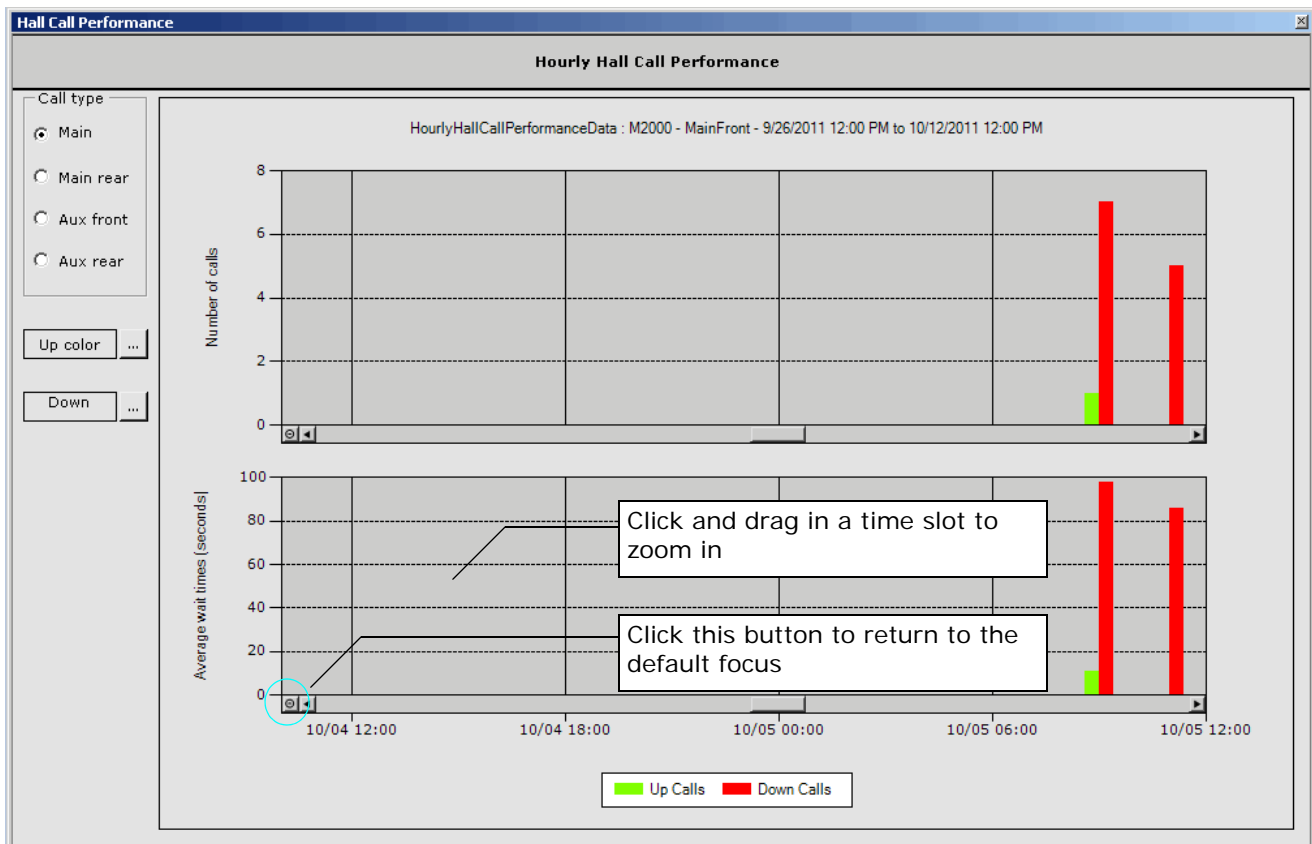 Hall Call Performance
Hourly Hall Call Performance
Call type
Main
Main rear
Aux front
Aux rear
Up color
...
Down
...
HourlyHallCallPerformanceData : M2000 - MainFront - 9/26/2011 12:00 PM to 10/12/2011 12:00 PM
Number of calls
8
6
4
2
0
Average wait times (seconds)
100
80
60
40
20
0
Click and drag in a time slot to
zoom in
Click this button to return to the
default focus
10/04 12:00
10/04 18:00
10/05 00:00
10/05 06:00
10/05 12:00
Up Calls
Down Calls